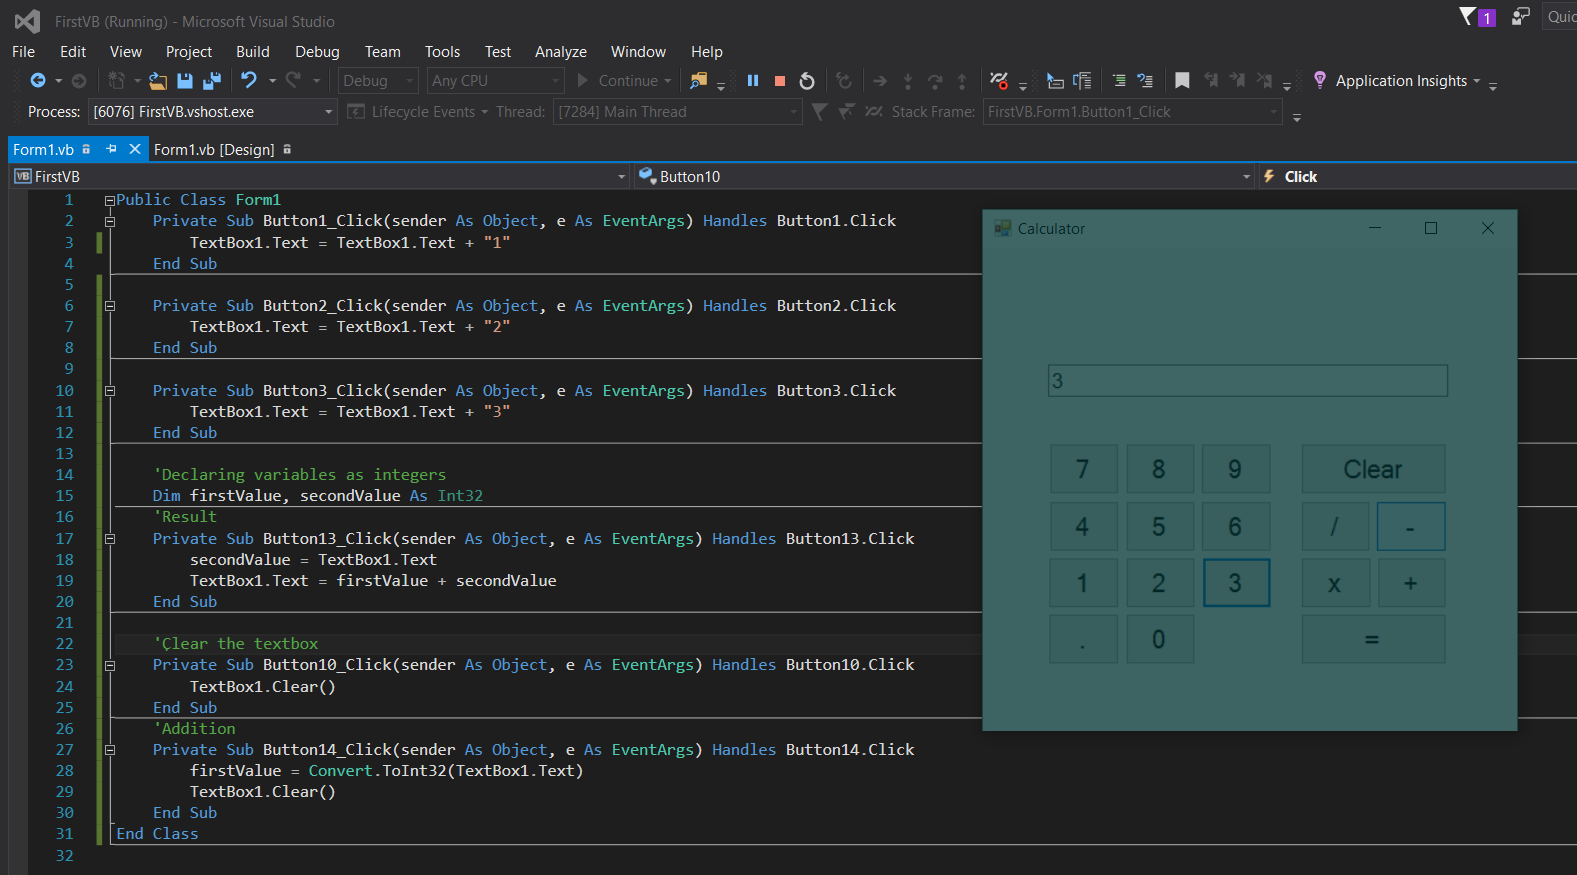 FirstVB (Running) - Microsoft Visual Studio
1
Quic
File Edit View Project Build Debug Team Tools Test Analyze Window Help
Debug Any CPU Continue Application Insights
Process: [6076] FirstVB.vshost.exe Lifecycle Events Thread: [7284] Main Thread Stack Frame: FirstVB.Form1.Button1_Click
Form1.vb Form1.vb [Design]
VB FirstVB Button10 Click
1 Public Class Form1
2 Private Sub Button1_Click(sender As Object, e As EventArgs) Handles Button1.Click
3 TextBox1.Text = TextBox1.Text + "1"
4 End Sub
5
6 Private Sub Button2_Click(sender As Object, e As EventArgs) Handles Button2.Click
7 TextBox1.Text = TextBox1.Text + "2"
8 End Sub
9
10 Private Sub Button3_Click(sender As Object, e As EventArgs) Handles Button3.Click
11 TextBox1.Text = TextBox1.Text + "3"
12 End Sub
13
14 'Declaring variables as integers
15 Dim firstValue, secondValue As Int32
16 'Result
17 Private Sub Button13_Click(sender As Object, e As EventArgs) Handles Button13.Click
18 secondValue = TextBox1.Text
19 TextBox1.Text = firstValue + secondValue
20 End Sub
21
22 'Clear the textbox
23 Private Sub Button10_Click(sender As Object, e As EventArgs) Handles Button10.Click
24 TextBox1.Clear()
25 End Sub
26 'Addition
27 Private Sub Button14_Click(sender As Object, e As EventArgs) Handles Button14.Click
28 firstValue = Convert.ToInt32(TextBox1.Text)
29 TextBox1.Clear()
30 End Sub
31 End Class
32
Calculator
3
7 8 9 Clear
4 5 6 / -
1 2 3 x +
. 0 =